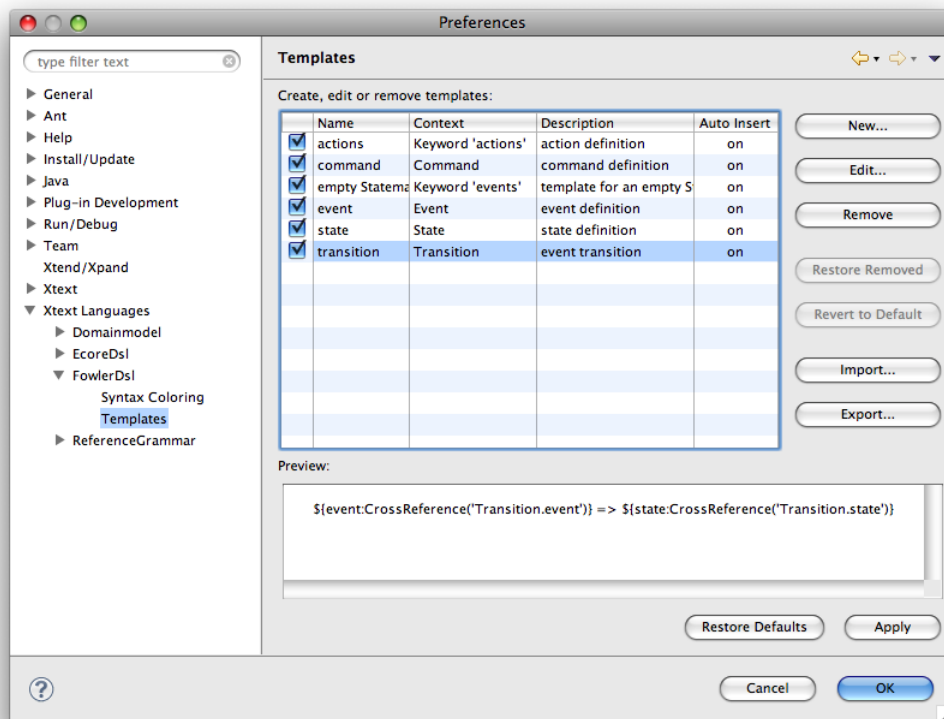 Preferences
type filter text
General
Ant
Help
Install/Update
Java
Plug-in Development
Run/Debug
Team
Xtend/Xpand
Xtext
Xtext Languages
Domainmodel
EcoreDsl
FowlerDsl
Syntax Coloring
Templates
ReferenceGrammar
Templates
Create, edit or remove templates:
Name Context Description Auto Insert
actions Keyword 'actions' action definition on
command Command command definition on
empty Statema Keyword 'events' template for an empty S on
event Event event definition on
state State state definition on
transition Transition event transition on
New...
Edit...
Remove
Restore Removed
Revert to Default
Import...
Export...
Preview:
${event:CrossReference('Transition.event')} => ${state:CrossReference('Transition.state')}
Restore Defaults Apply
? Cancel OK